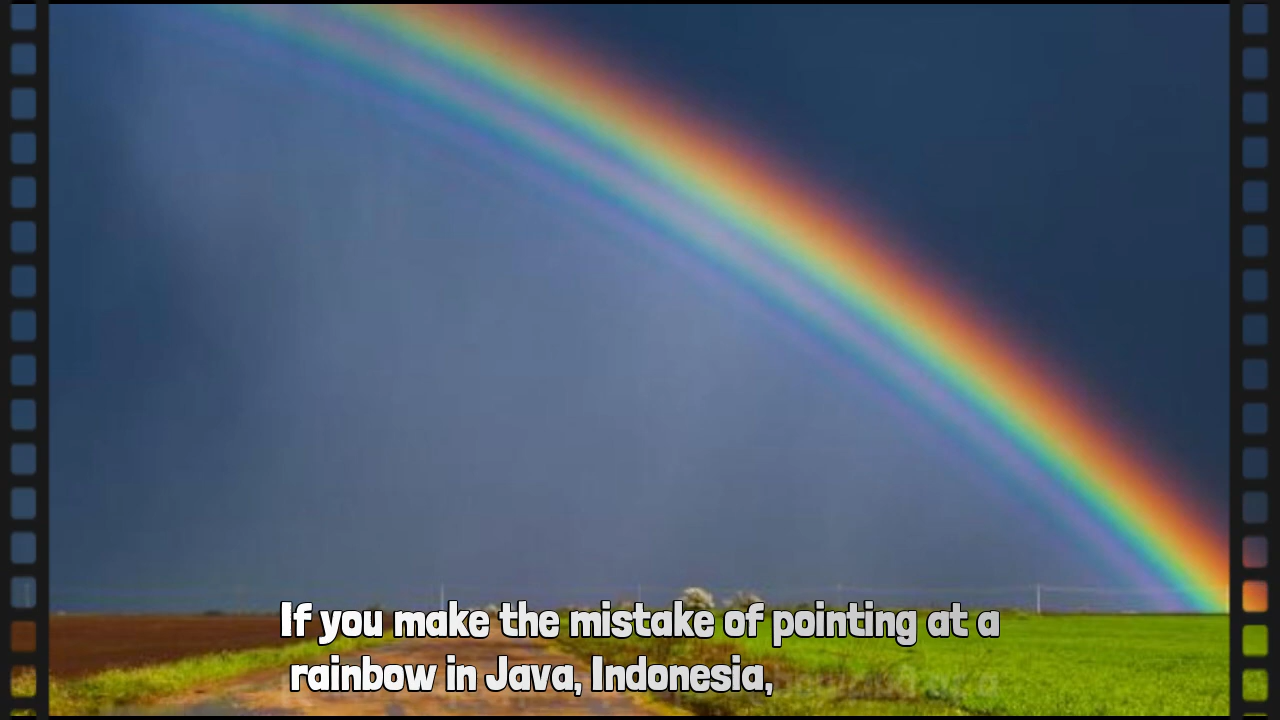 If you make the mistake of pointing at a
rainbow in Java, Indonesia,